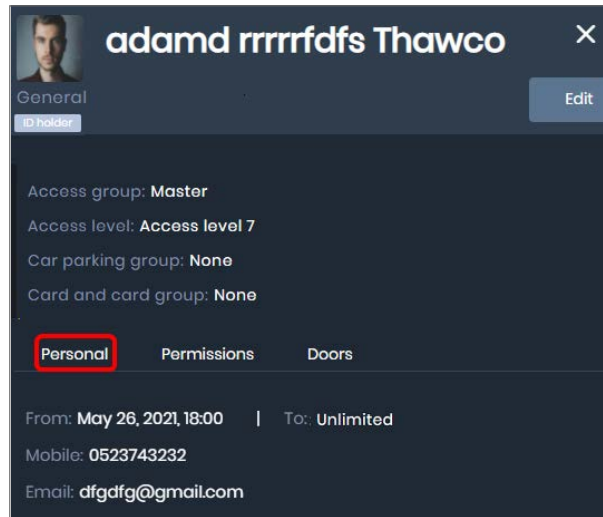 adamd rrrrrfdfs Thawco
General
ID holder
Edit
Access group: Master
Access level: Access level 7
Car parking group: None
Card and card group: None
Personal Permissions Doors
From: May 26, 2021, 18:00 | To:: Unlimited
Mobile: 0523743232
Email: dfgdfg@gmail.com